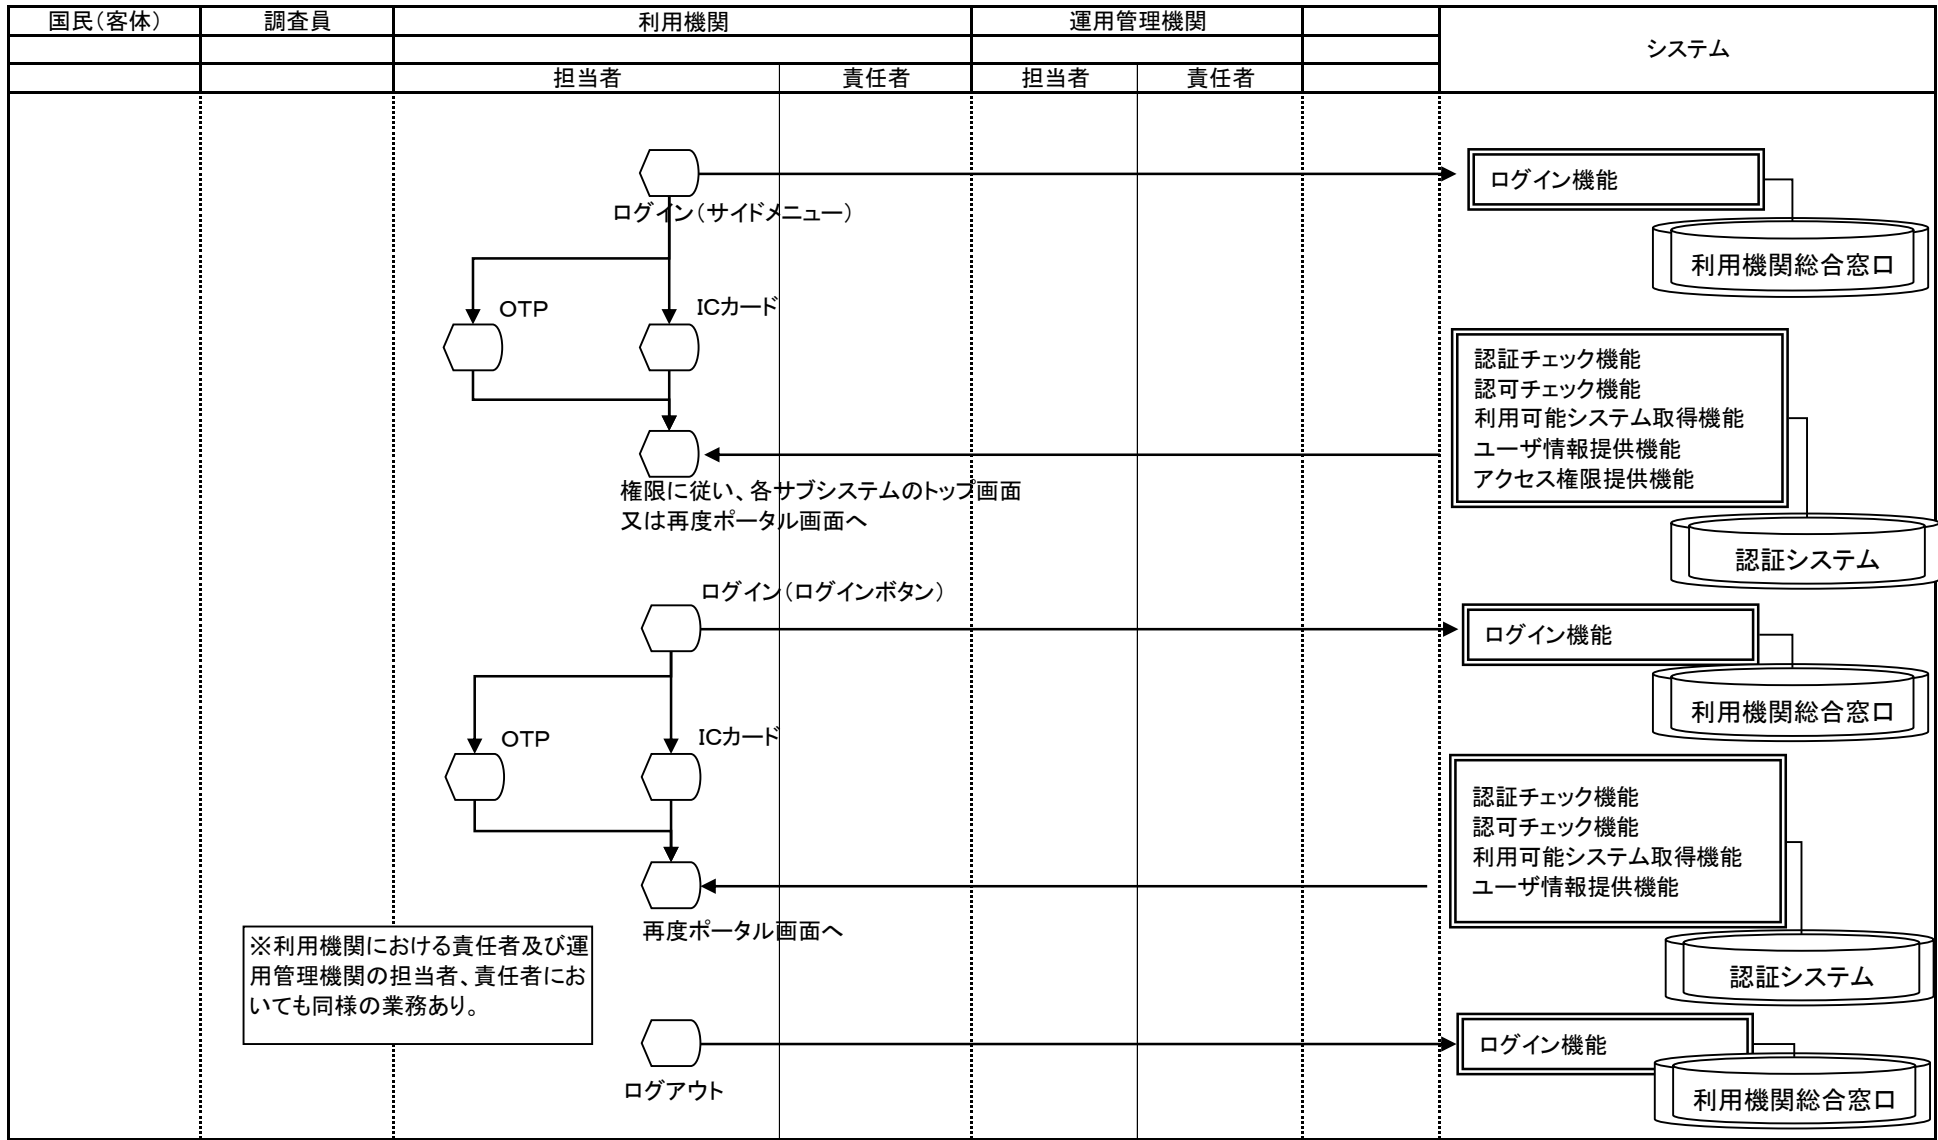 国民（客体）
調査員
利用機関
運用管理機関
システム
担当者
責任者
担当者
責任者
ログイン機能
ログイン（サイドメニュー）
利用機関総合窓口
OTP
ICカード
認証チェック機能
認可チェック機能
利用可能システム取得機能
ユーザ情報提供機能
アクセス権限提供機能
権限に従い、各サブシステムのトップ画面
又は再度ポータル画面へ
認証システム
ログイン（ログインボタン）
ログイン機能
利用機関総合窓口
OTP
ICカード
認証チェック機能
認可チェック機能
利用可能システム取得機能
ユーザ情報提供機能
再度ポータル画面へ
※利用機関における責任者及び運
用管理機関の担当者、責任者にお
いても同様の業務あり。
認証システム
ログイン機能
ログアウト
利用機関総合窓口